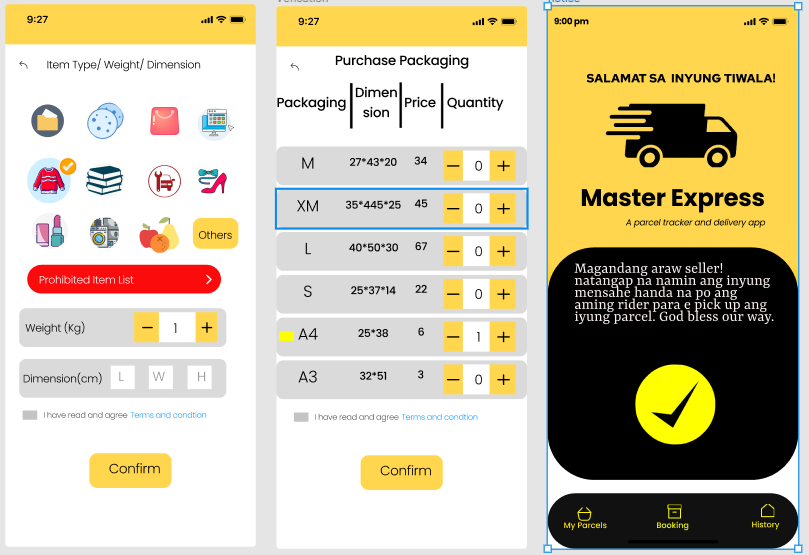 9:27
Item Type/ Weight/ Dimension
Others
Prohibited Item List
Weight (Kg)
1
Dimension(cm)
L
W
H
I have read and agree Terms and condtion
Confirm
9:27
Purchase Packaging
Packaging
Dimen
sion
Price
Quantity
M 27*43*20 34 − 0 +
XM 35*445*25 45 − 0 +
L 40*50*30 67 − 0 +
S 25*37*14 22 − 0 +
A4 25*38 6 − 1 +
A3 32*51 3 − 0 +
I have read and agree Terms and condtion
Confirm
9:00 pm
SALAMAT SA INYUNG TIWALA!
Master Express
A parcel tracker and delivery app
Magandang araw seller!
natangap na namin ang inyung
mensahe handa na po ang
aming rider para e pick up ang
iyung parcel. God bless our way.
My Parcels
Booking
History